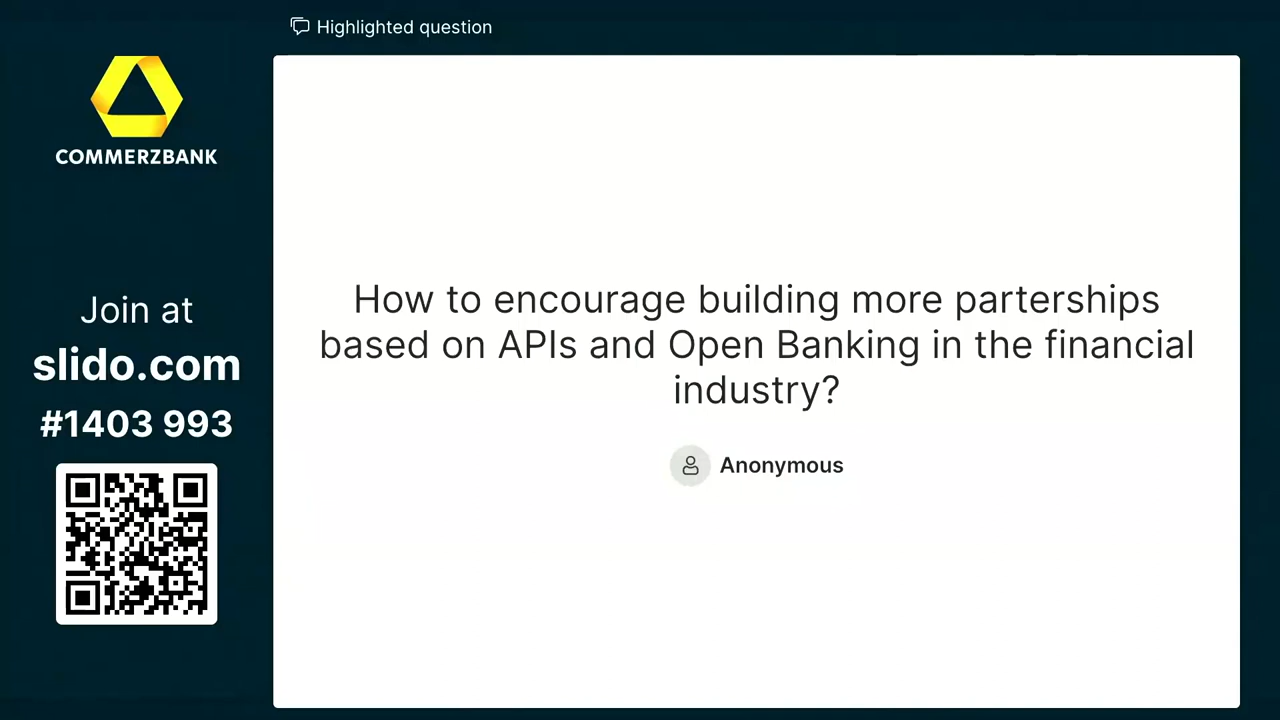 Highlighted question
COMMERZBANK
Join at
slido.com
#1403 993
How to encourage building more parterships
based on APIs and Open Banking in the financial
industry?
Anonymous